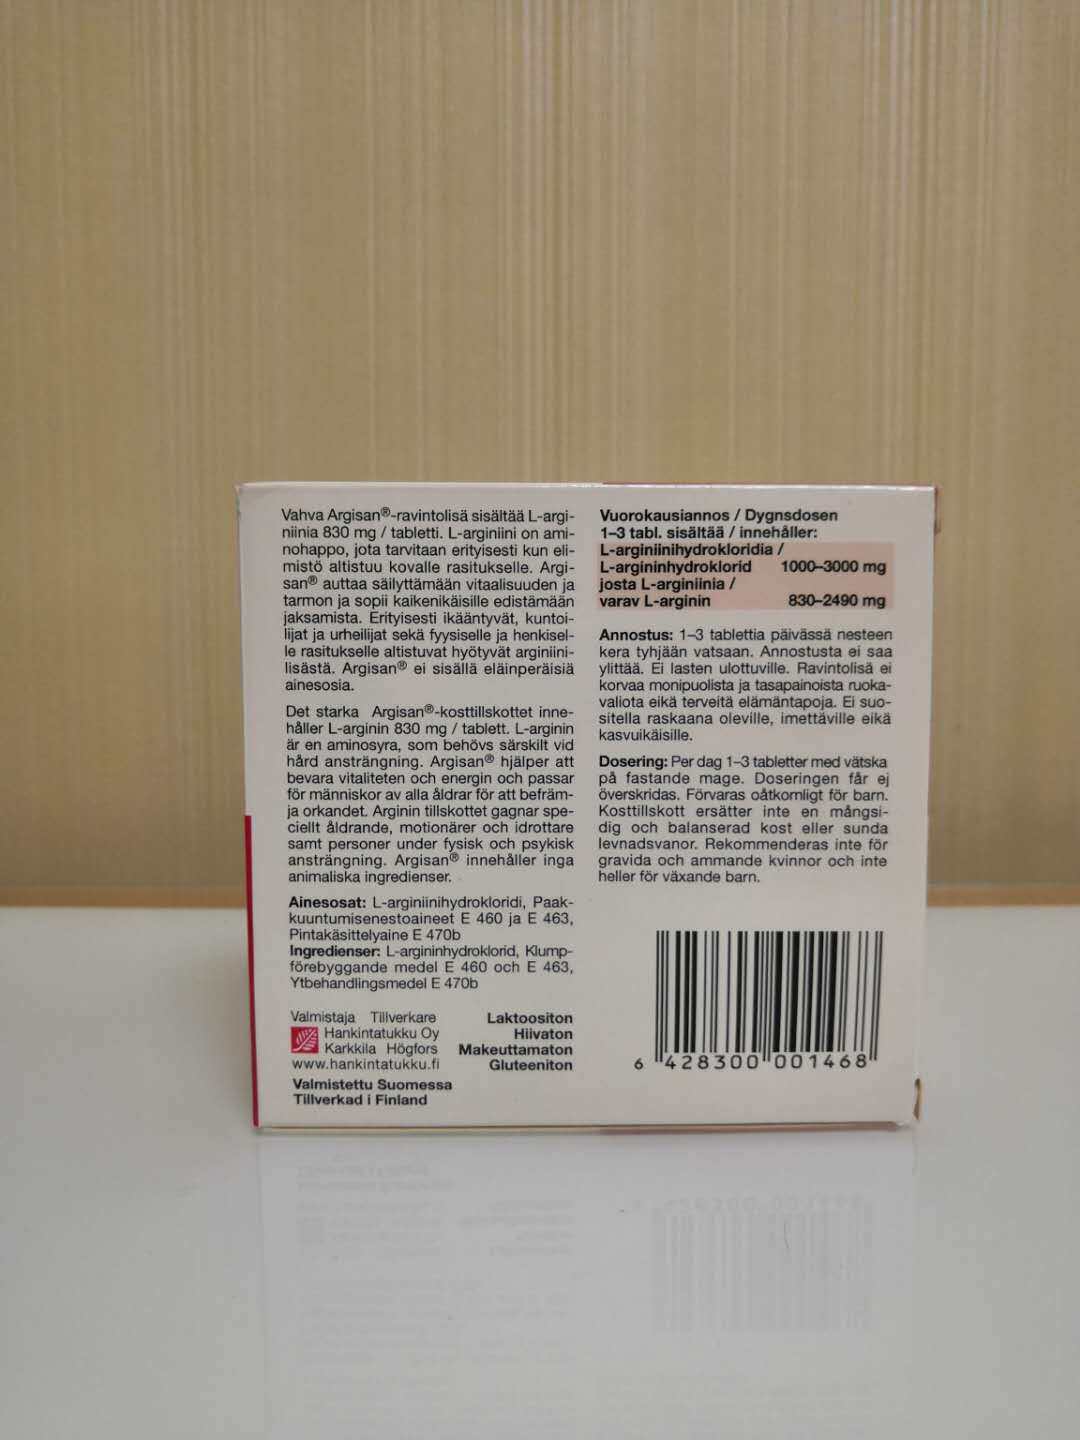 Vahva Argisan®-ravintolisä sisältää L-argi-
niinia 830 mg / tabletti. L-arginiini on ami-
nohappo, jota tarvitaan erityisesti kun eli-
mistö altistuu kovalle rasitukselle. Argi-
san® auttaa säilyttämään vitaalisuuden ja
tarmon ja sopii kaikenikäisille edistämään
jaksamista. Erityisesti ikääntyvät, kuntoi-
lijat ja urheilijat sekä fyysiselle ja henkisel-
le rasitukselle altistuvat hyötyvät arginiini-
lisästä. Argisan® ei sisällä eläinperäisiä
ainesosia.
Det starka Argisan®-kosttillskottet inne-
håller L-arginin 830 mg / tablett. L-arginin
är en aminosyra, som behövs särskilt vid
hård ansträngning. Argisan® hjälper att
bevara vitaliteten och energin och passar
för människor av alla åldrar för att befräm-
ja orkandet. Arginin tillskottet gagnar spe-
ciellt åldrande, motionärer och idrottare
samt personer under fysisk och psykisk
ansträngning. Argisan® innehåller inga
animaliska ingredienser.
Ainesosat: L-arginiinihydrokloridi, Paak-
kuuntumisenestoaineet E 460 ja E 463,
Pintakäsittelyaine E 470b
Ingredienser: L-argininhydroklorid, Klump-
förebyggande medel E 460 och E 463,
Ytbehandlingsmedel E 470b
Valmistaja Tillverkare
Hankintatukku Oy
Karkkila Högfors
www.hankintatukku.fi
Valmistettu Suomessa
Tillverkad i Finland
Laktoositon
Hiivaton
Makeuttamaton
Gluteeniton
Vuorokausiannos / Dygnsdosen
1–3 tabl. sisältää / innehåller:
L-arginiinihydrokloridia /
L-argininhydroklorid 1000–3000 mg
josta L-arginiinia /
varav L-arginin 830–2490 mg
Annostus: 1–3 tablettia päivässä nesteen
kera tyhjään vatsaan. Annostusta ei saa
ylittää. Ei lasten ulottuville. Ravintolisä ei
korvaa monipuolista ja tasapainoista ruoka-
valiota eikä terveitä elämäntapoja. Ei suo-
sitella raskaana oleville, imettäville eikä
kasvuikäisille.
Dosering: Per dag 1–3 tabletter med vätska
på fastande mage. Doseringen får ej
överskridas. Förvaras oåtkomligt för barn.
Kosttillskott ersätter inte en mångsi-
dig och balanserad kost eller sunda
levnadsvanor. Rekommenderas inte för
gravida och ammande kvinnor och inte
heller för växande barn.
6 428300 001468